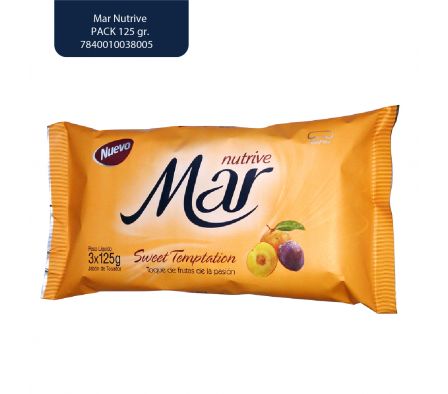 Mar Nutrive
PACK 125 gr.
7840010038005
Nuevo
nutrive
Mar
Peso Líquido
3x125g
Jabón de Tocador
Sweet Temptation
Toque de frutas de la pasión